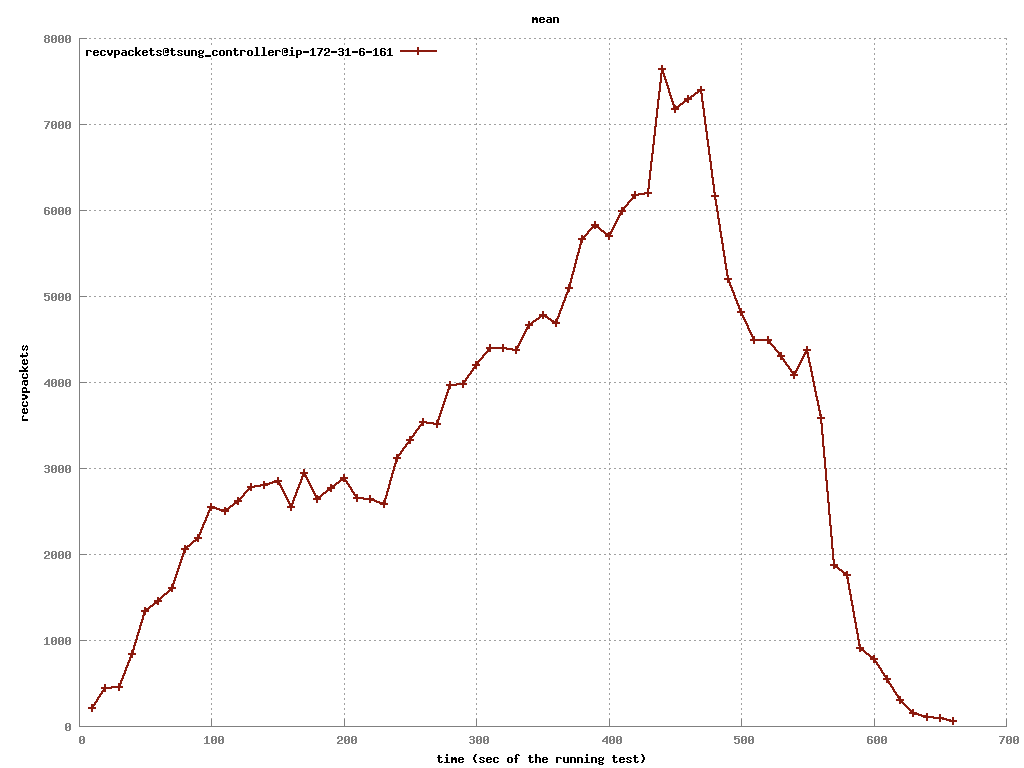 mean
8000
recvpackets@tsung_controller@ip-172-31-6-161
7000
6000
5000
4000
3000
2000
1000
0
recvpackets
0 100 200 300 400 500 600 700
time (sec of the running test)